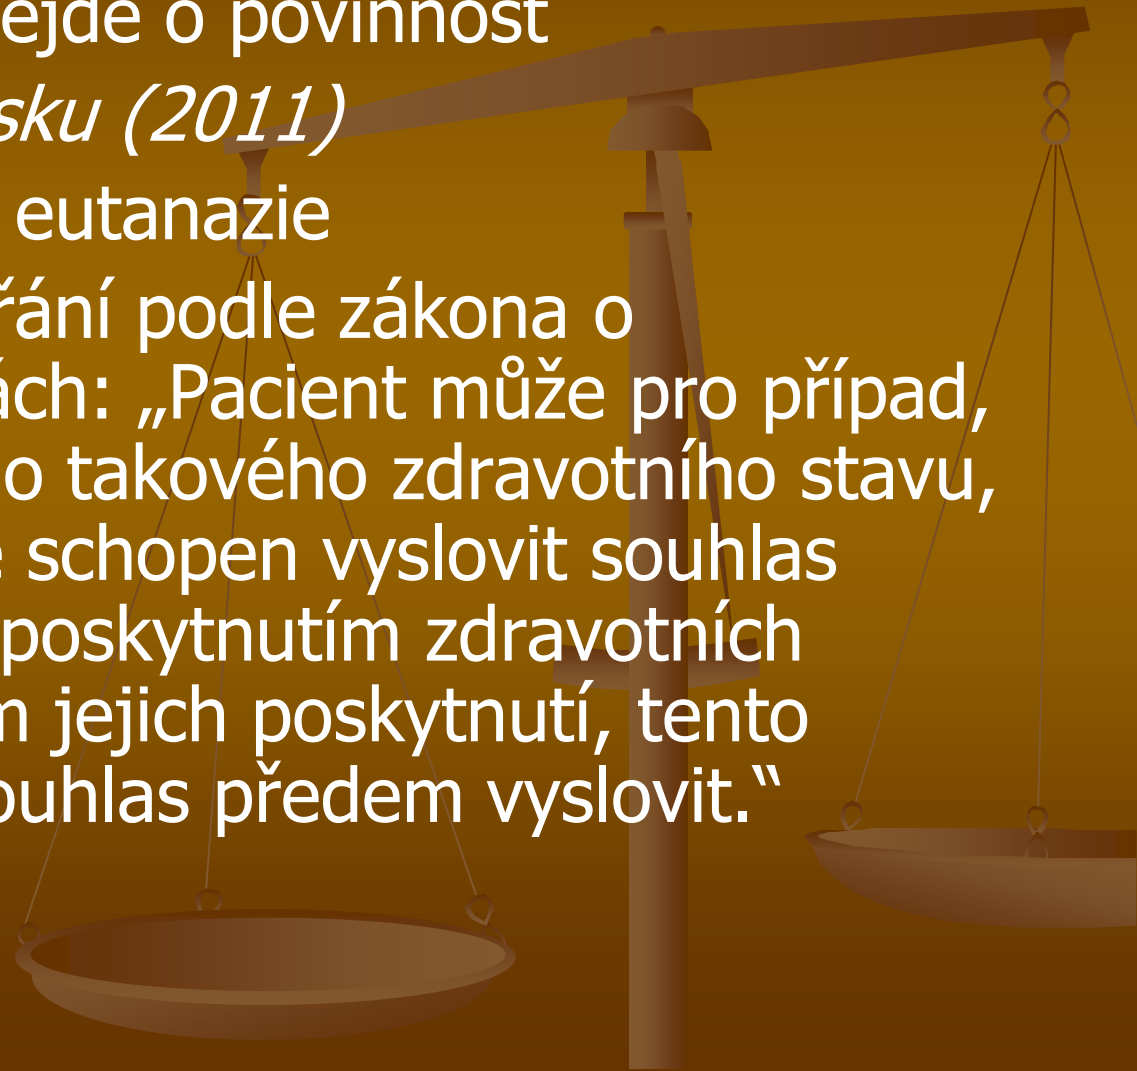 ejde o povinnost
sku (2011)
eutanazie
řání podle zákona o
ách: „Pacient může pro případ,
o takového zdravotního stavu,
e schopen vyslovit souhlas
poskytnutím zdravotních
m jejich poskytnutí, tento
ouhlas předem vyslovit.“